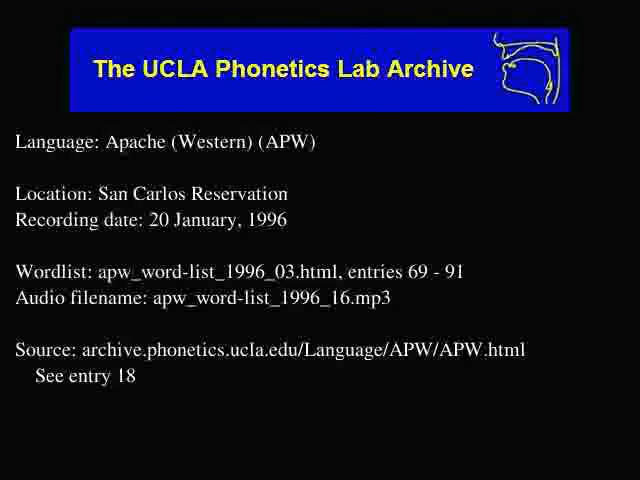 The UCLA Phonetics Lab Archive
Language: Apache (Western) (APW)
Location: San Carlos Reservation
Recording date: 20 January, 1996
Wordlist: apw_word-list_1996_03.html, entries 69 - 91
Audio filename: apw_word-list_1996_16.mp3
Source: archive.phonetics.ucla.edu/Language/APW/APW.html
See entry 18